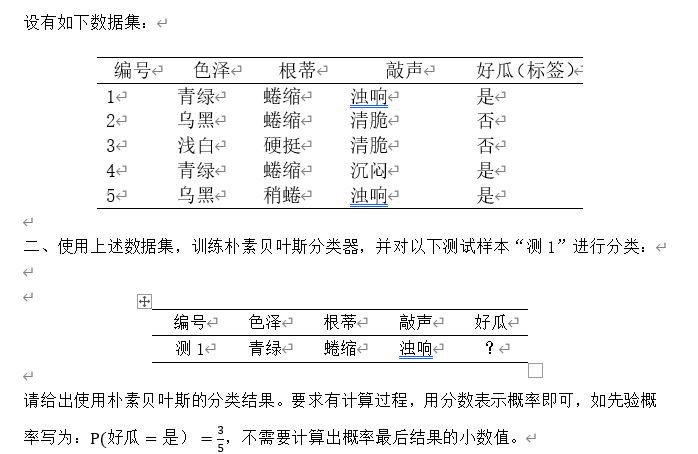 设有如下数据集：
编号 色泽 根蒂 敲声 好瓜（标签）
1 青绿 蜷缩 浊响 是
2 乌黑 蜷缩 清脆 否
3 浅白 硬挺 清脆 否
4 青绿 蜷缩 沉闷 是
5 乌黑 稍蜷 浊响 是
二、使用上述数据集，训练朴素贝叶斯分类器，并对以下测试样本“测 1”进行分类：
编号 色泽 根蒂 敲声 好瓜
测 1 青绿 蜷缩 浊响 ？
请给出使用朴素贝叶斯的分类结果。要求有计算过程，用分数表示概率即可，如先验概
率写为：P(好瓜 = 是） = 3/5，不需要计算出概率最后结果的小数值。